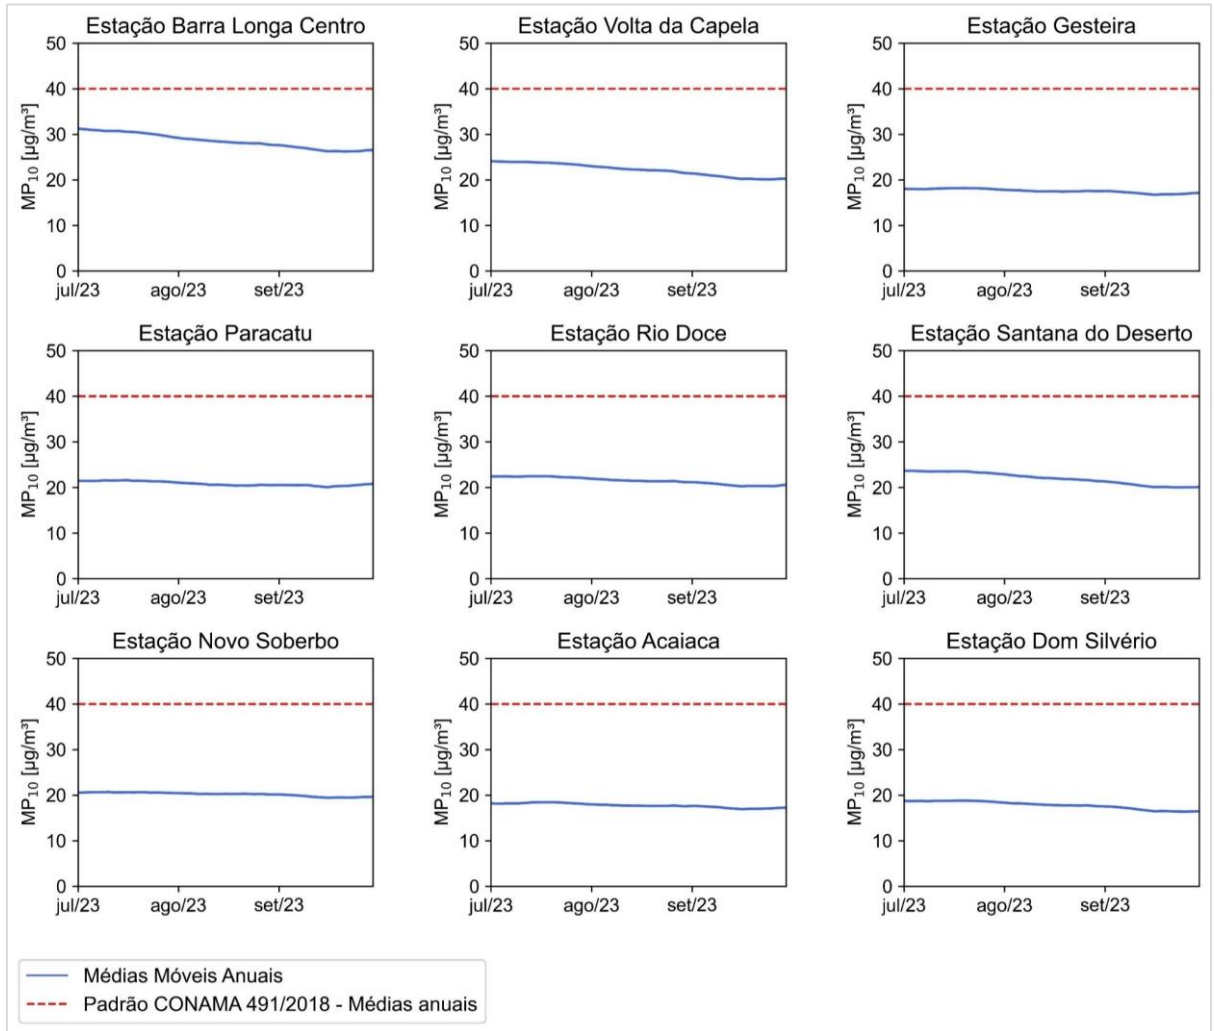 Estação Barra Longa Centro
MP₁₀ [µg/m³]
50
40
30
20
10
0
jul/23 ago/23 set/23
Estação Volta da Capela
MP₁₀ [µg/m³]
50
40
30
20
10
0
jul/23 ago/23 set/23
Estação Gesteira
MP₁₀ [µg/m³]
50
40
30
20
10
0
jul/23 ago/23 set/23
Estação Paracatu
MP₁₀ [µg/m³]
50
40
30
20
10
0
jul/23 ago/23 set/23
Estação Rio Doce
MP₁₀ [µg/m³]
50
40
30
20
10
0
jul/23 ago/23 set/23
Estação Santana do Deserto
MP₁₀ [µg/m³]
50
40
30
20
10
0
jul/23 ago/23 set/23
Estação Novo Soberbo
MP₁₀ [µg/m³]
50
40
30
20
10
0
jul/23 ago/23 set/23
Estação Acaiaca
MP₁₀ [µg/m³]
50
40
30
20
10
0
jul/23 ago/23 set/23
Estação Dom Silvério
MP₁₀ [µg/m³]
50
40
30
20
10
0
jul/23 ago/23 set/23
Médias Móveis Anuais
Padrão CONAMA 491/2018 - Médias anuais